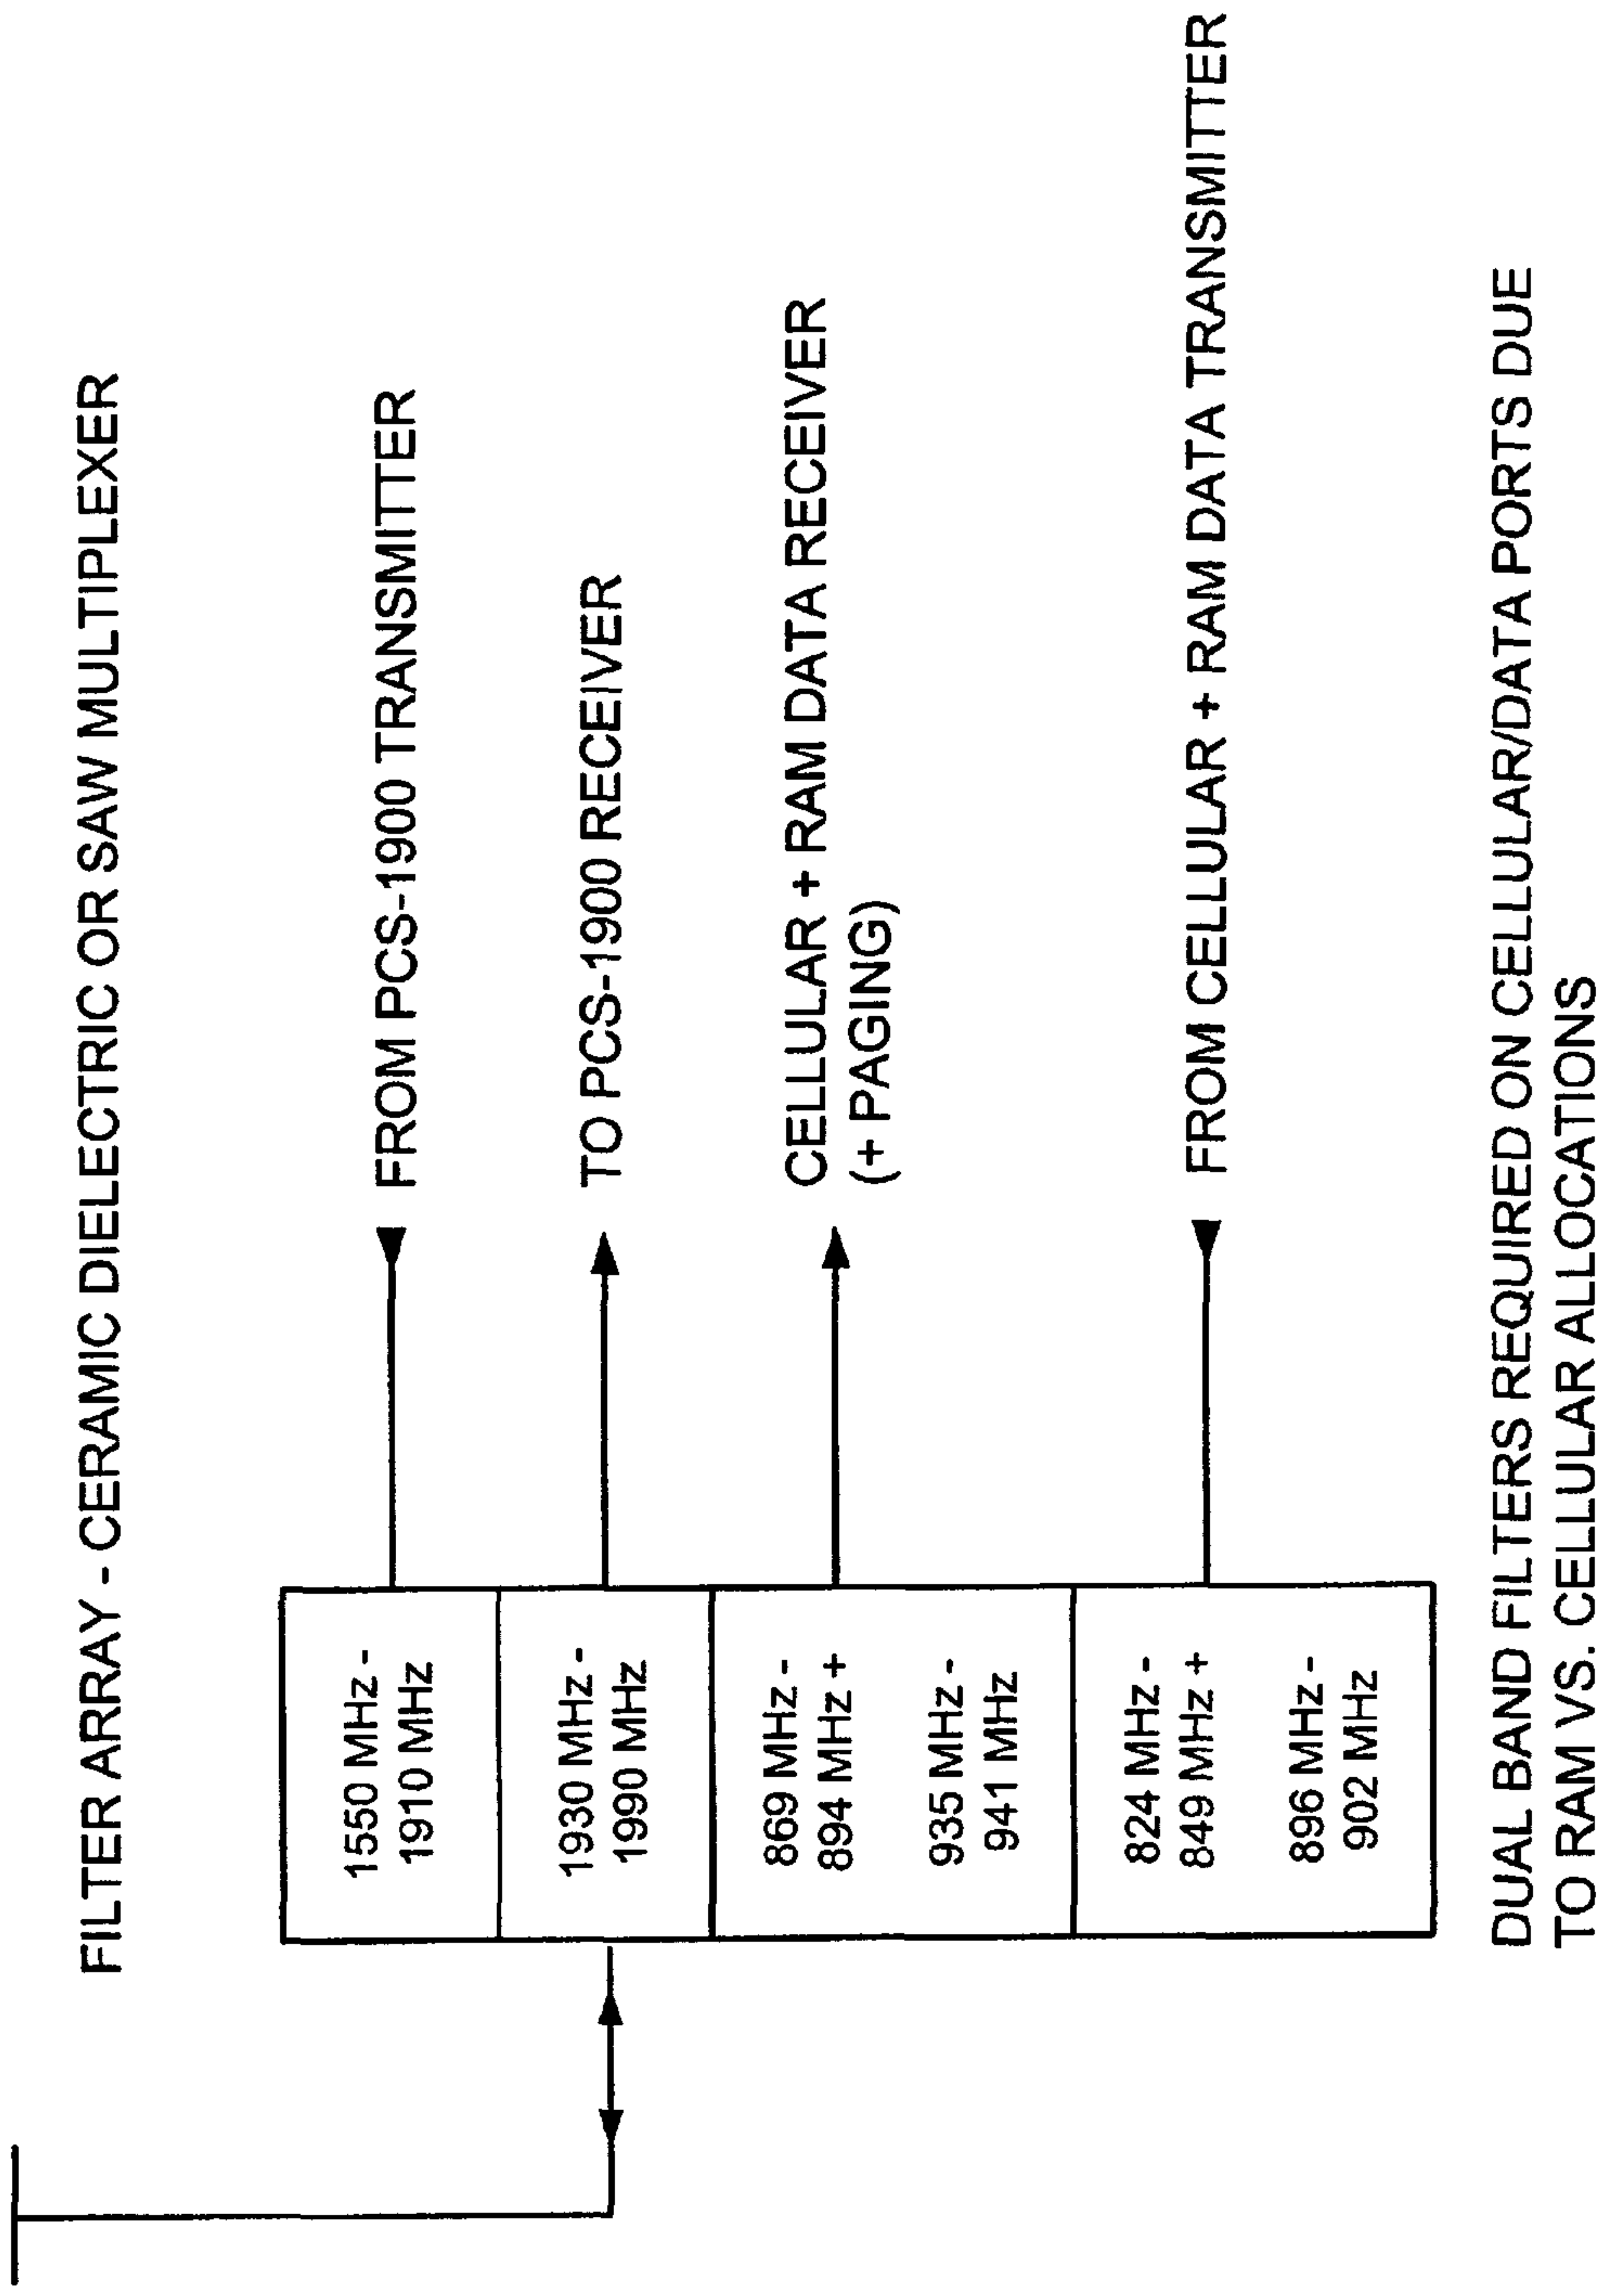 FILTER ARRAY - CERAMIC DIELECTRIC OR SAW MULTIPLEXER
1550 MHz -
1910 MHz
FROM PCS-1900 TRANSMITTER
1930 MHz -
1990 MHz
TO PCS-1900 RECEIVER
869 MHz -
894 MHz +
935 MHz -
941 MHz
CELLULAR + RAM DATA RECEIVER
(+ PAGING)
824 MHz -
849 MHz +
896 MHz -
902 MHz
FROM CELLULAR + RAM DATA TRANSMITTER
DUAL BAND FILTERS REQUIRED ON CELLULAR/DATA PORTS DUE
TO RAM VS. CELLULAR ALLOCATIONS